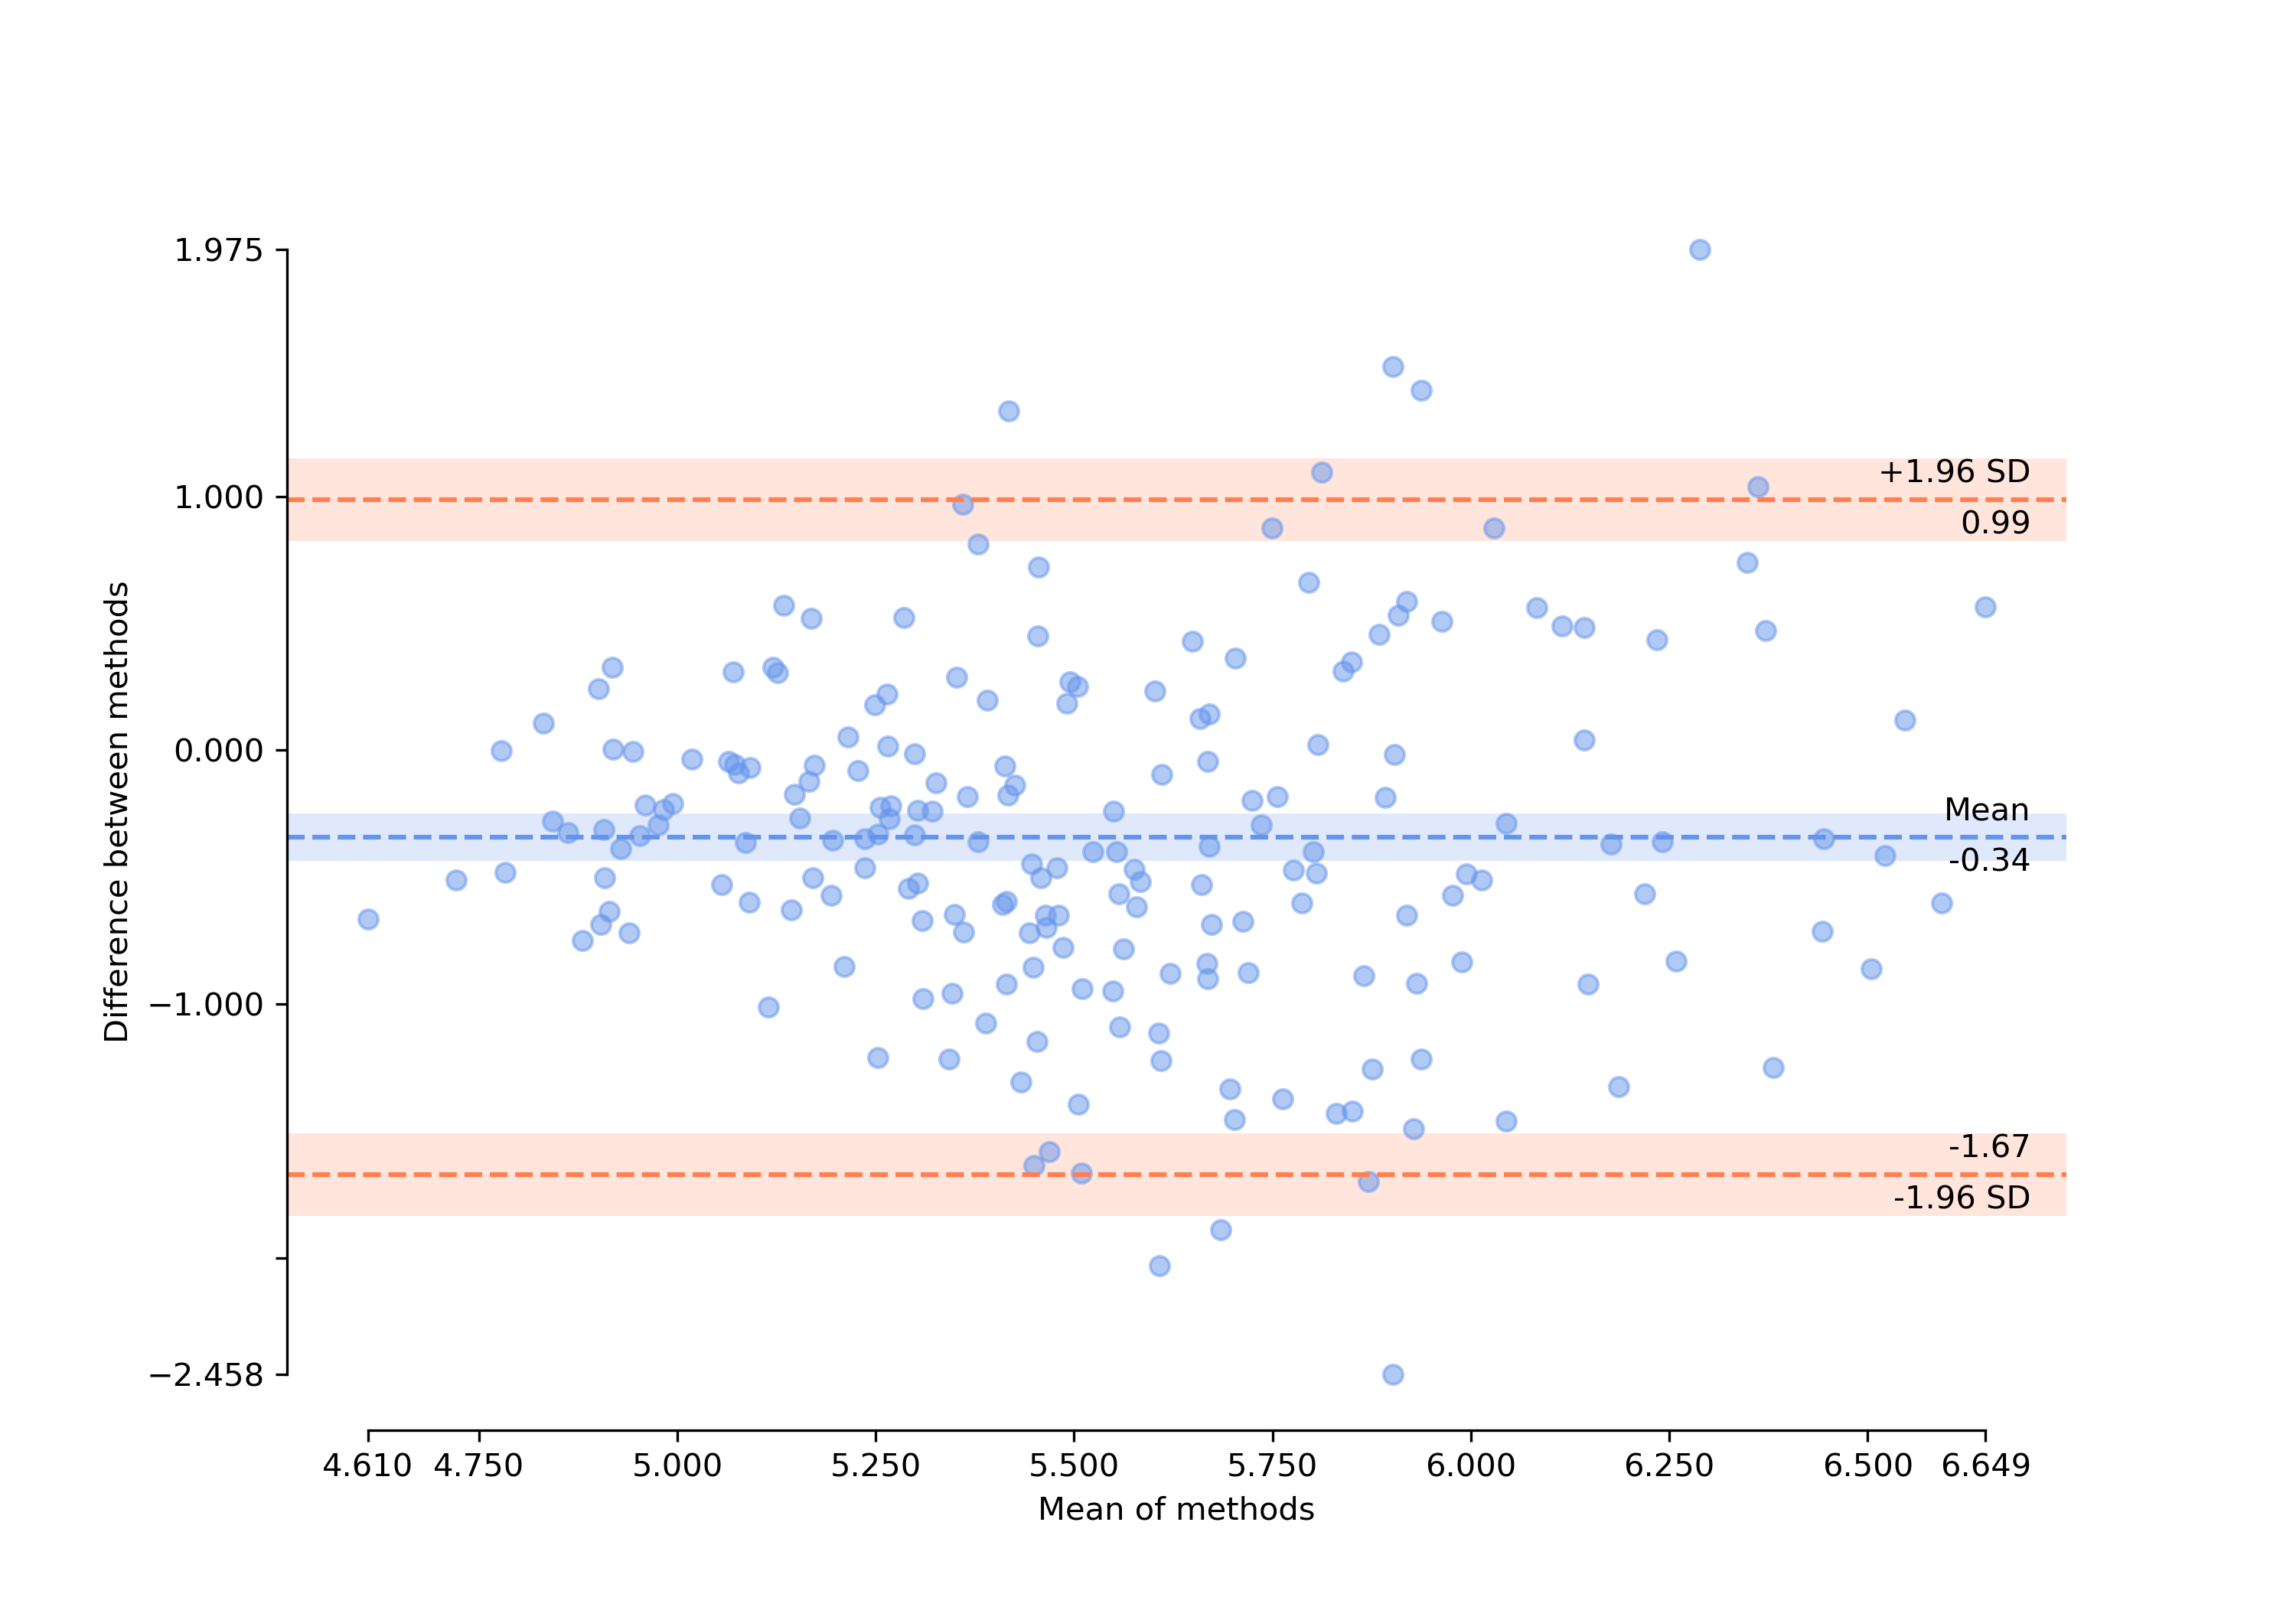 1.975
1.000
0.000
−1.000
−2.458
Difference between methods
+1.96 SD
0.99
Mean
-0.34
-1.67
-1.96 SD
4.610 4.750 5.000 5.250 5.500 5.750 6.000 6.250 6.500 6.649
Mean of methods